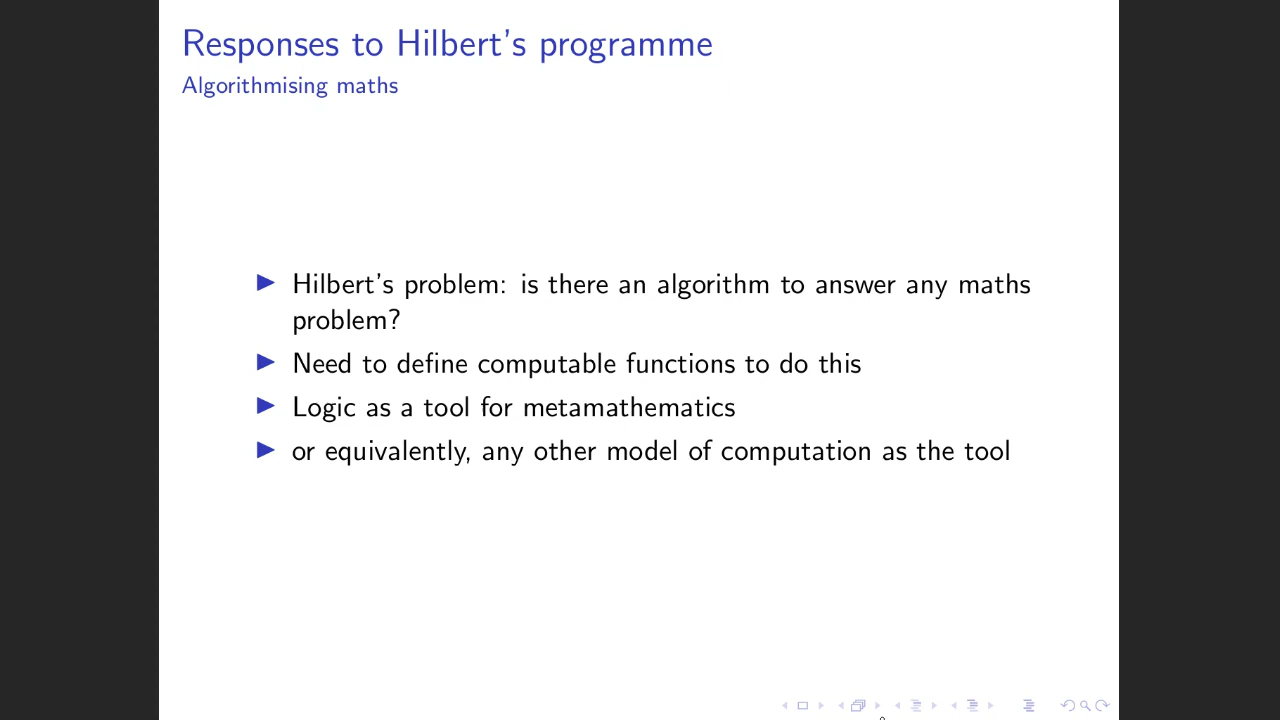 Responses to Hilbert's programme
Algorithmising maths
Hilbert's problem: is there an algorithm to answer any maths
problem?
Need to define computable functions to do this
Logic as a tool for metamathematics
or equivalently, any other model of computation as the tool